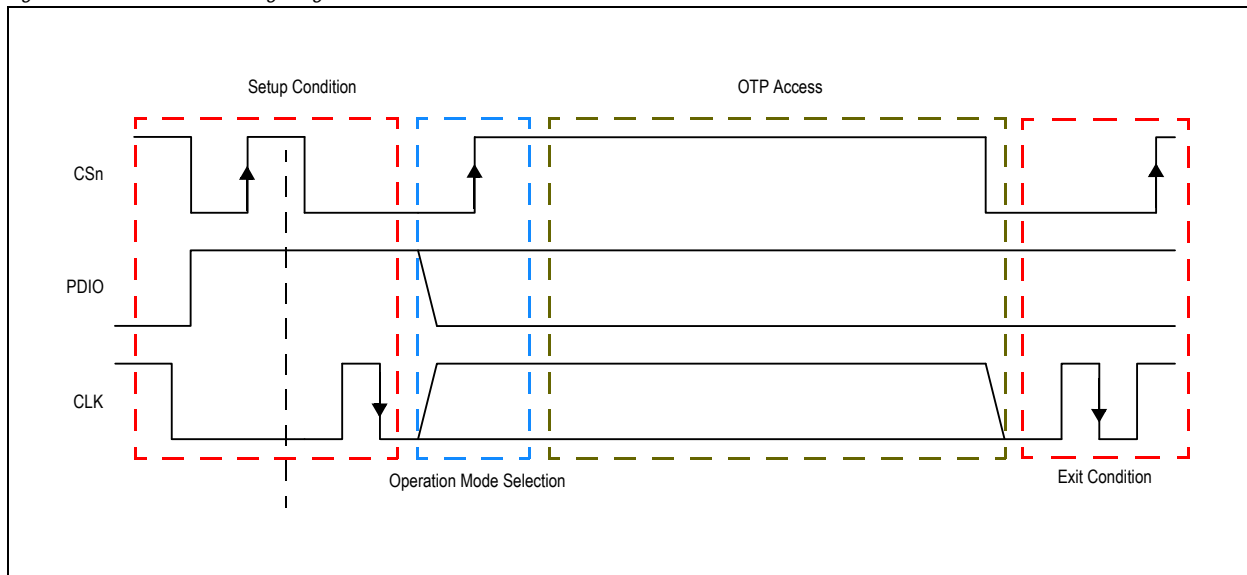 Setup Condition
OTP Access
CSn
PDIO
CLK
Operation Mode Selection
Exit Condition